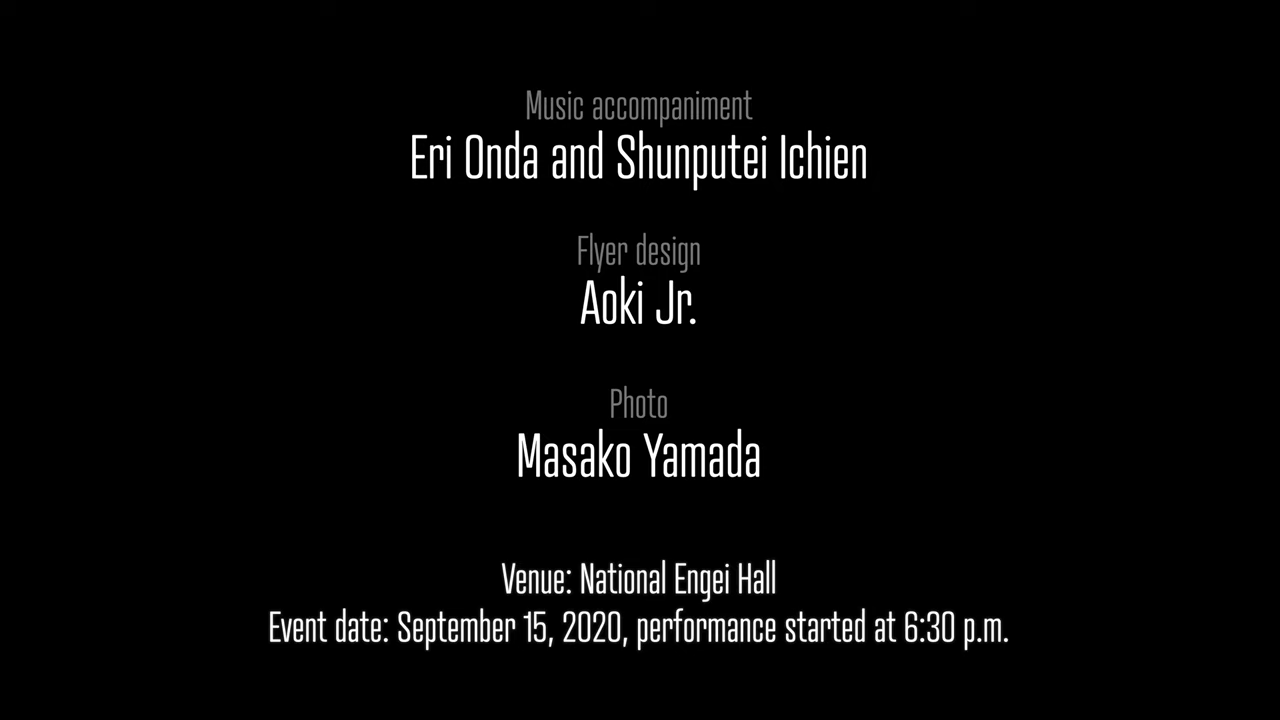 Music accompaniment
Eri Onda and Shunputei Ichien
Flyer design
Aoki Jr.
Photo
Masako Yamada
Venue: National Engei Hall
Event date: September 15, 2020, performance started at 6:30 p.m.